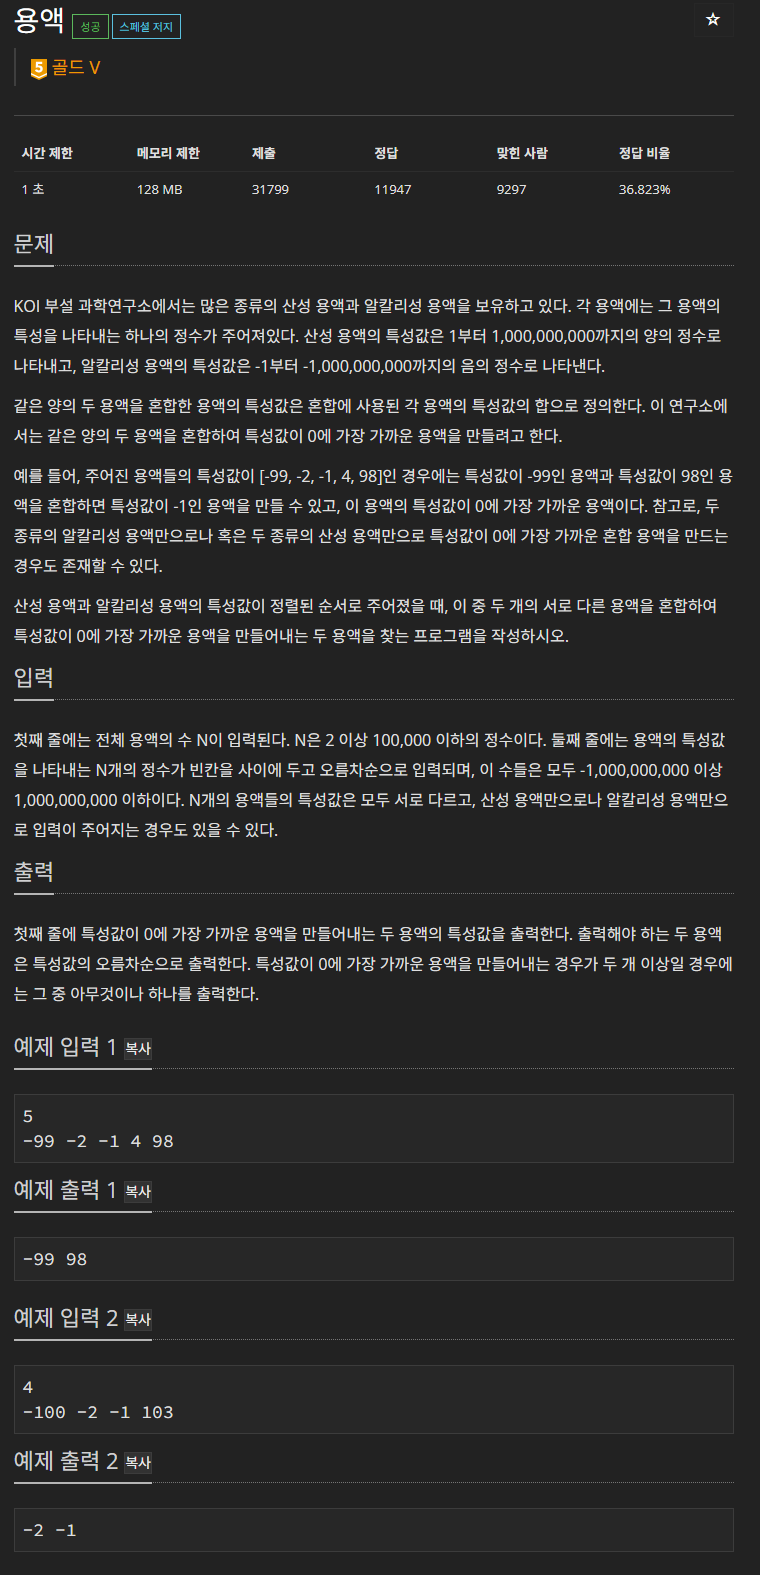 용액 성공 스페셜 저지 ☆
5 골드 V
시간 제한 메모리 제한 제출 정답 맞힌 사람 정답 비율
1 초 128 MB 31799 11947 9297 36.823%
문제
KOI 부설 과학연구소에서는 많은 종류의 산성 용액과 알칼리성 용액을 보유하고 있다. 각 용액에는 그 용액의
특성을 나타내는 하나의 정수가 주어져있다. 산성 용액의 특성값은 1부터 1,000,000,000까지의 양의 정수로
나타내고, 알칼리성 용액의 특성값은 -1부터 -1,000,000,000까지의 음의 정수로 나타낸다.
같은 양의 두 용액을 혼합한 용액의 특성값은 혼합에 사용된 각 용액의 특성값의 합으로 정의한다. 이 연구소에
서는 같은 양의 두 용액을 혼합하여 특성값이 0에 가장 가까운 용액을 만들려고 한다.
예를 들어, 주어진 용액들의 특성값이 [-99, -2, -1, 4, 98]인 경우에는 특성값이 -99인 용액과 특성값이 98인 용
액을 혼합하면 특성값이 -1인 용액을 만들 수 있고, 이 용액의 특성값이 0에 가장 가까운 용액이다. 참고로, 두
종류의 알칼리성 용액만으로나 혹은 두 종류의 산성 용액만으로 특성값이 0에 가장 가까운 혼합 용액을 만드는
경우도 존재할 수 있다.
산성 용액과 알칼리성 용액의 특성값이 정렬된 순서로 주어졌을 때, 이 중 두 개의 서로 다른 용액을 혼합하여
특성값이 0에 가장 가까운 용액을 만들어내는 두 용액을 찾는 프로그램을 작성하시오.
입력
첫째 줄에는 전체 용액의 수 N이 입력된다. N은 2 이상 100,000 이하의 정수이다. 둘째 줄에는 용액의 특성값
을 나타내는 N개의 정수가 빈칸을 사이에 두고 오름차순으로 입력되며, 이 수들은 모두 -1,000,000,000 이상
1,000,000,000 이하이다. N개의 용액들의 특성값은 모두 서로 다르고, 산성 용액만으로나 알칼리성 용액만으
로 입력이 주어지는 경우도 있을 수 있다.
출력
첫째 줄에 특성값이 0에 가장 가까운 용액을 만들어내는 두 용액의 특성값을 출력한다. 출력해야 하는 두 용액
은 특성값의 오름차순으로 출력한다. 특성값이 0에 가장 가까운 용액을 만들어내는 경우가 두 개 이상일 경우에
는 그 중 아무것이나 하나를 출력한다.
예제 입력 1 복사
5
-99 -2 -1 4 98
예제 출력 1 복사
-99 98
예제 입력 2 복사
4
-100 -2 -1 103
예제 출력 2 복사
-2 -1